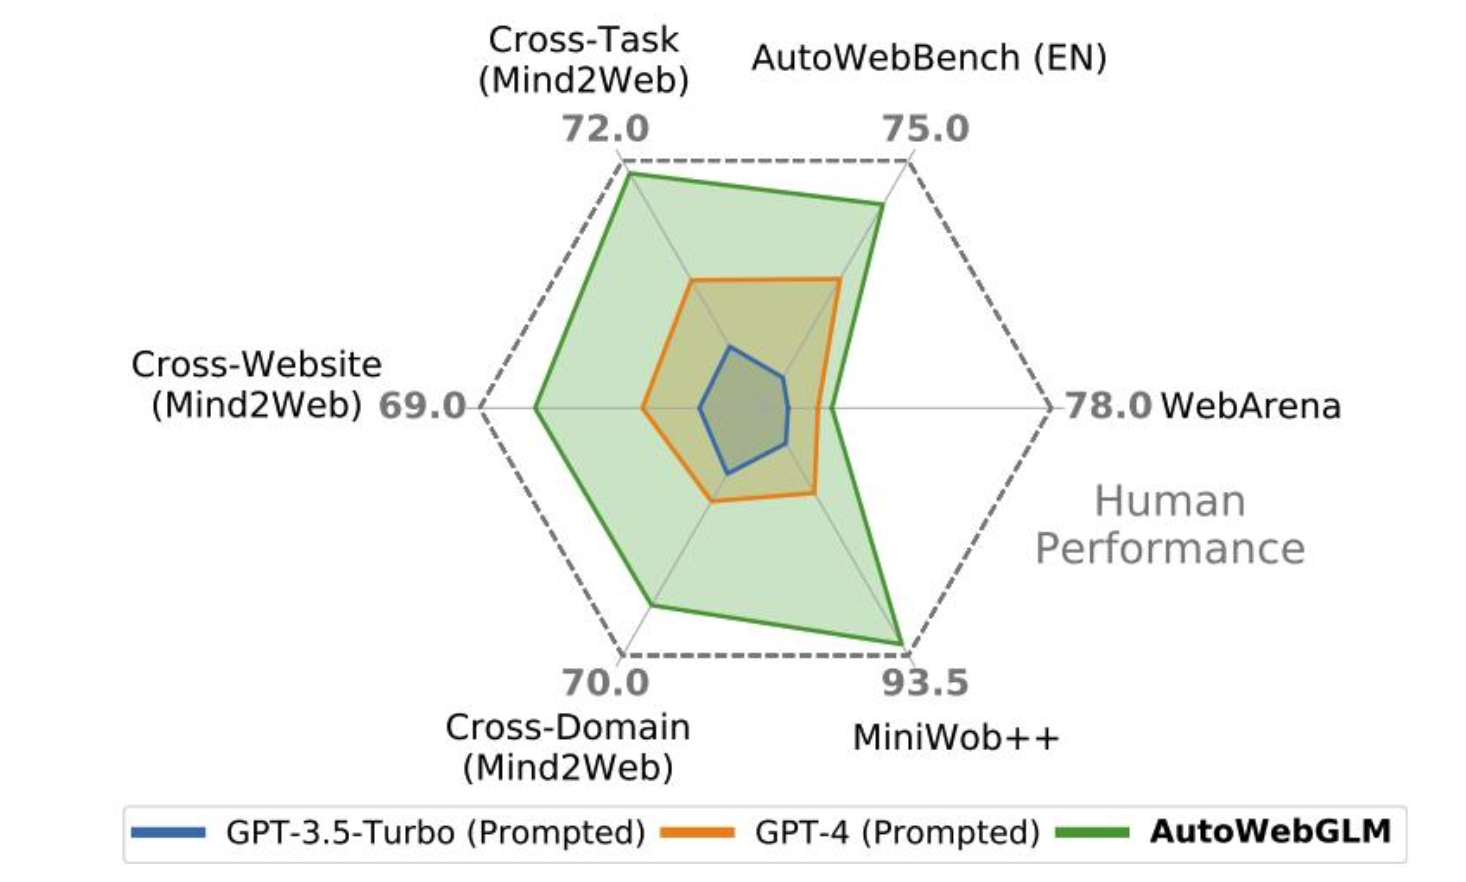 Cross-Task
(Mind2Web)
AutoWebBench (EN)
72.0
75.0
Cross-Website
(Mind2Web) 69.0
78.0 WebArena
Human
Performance
70.0
93.5
Cross-Domain
(Mind2Web)
MiniWob++
GPT-3.5-Turbo (Prompted) GPT-4 (Prompted) AutoWebGLM